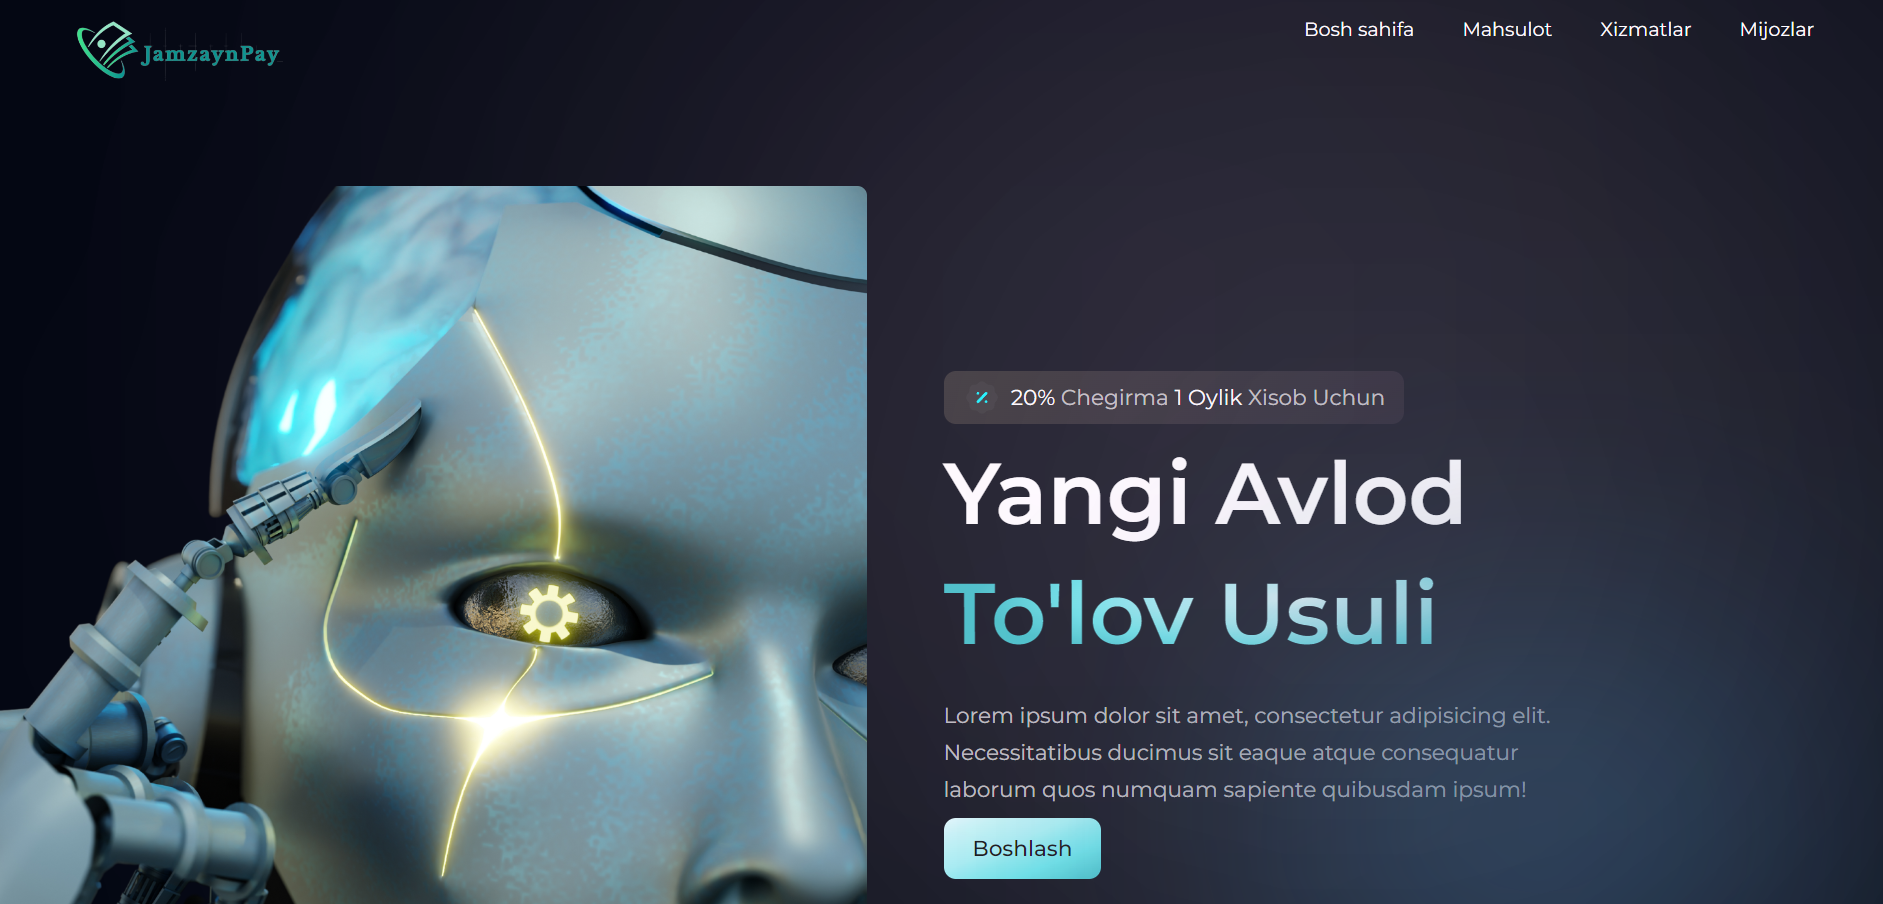 JamzaynPay
Bosh sahifa Mahsulot Xizmatlar Mijozlar
20% Chegirma 1 Oylik Xisob Uchun
Yangi Avlod
To'lov Usuli
Lorem ipsum dolor sit amet, consectetur adipisicing elit.
Necessitatibus ducimus sit eaque atque consequatur
laborum quos numquam sapiente quibusdam ipsum!
Boshlash